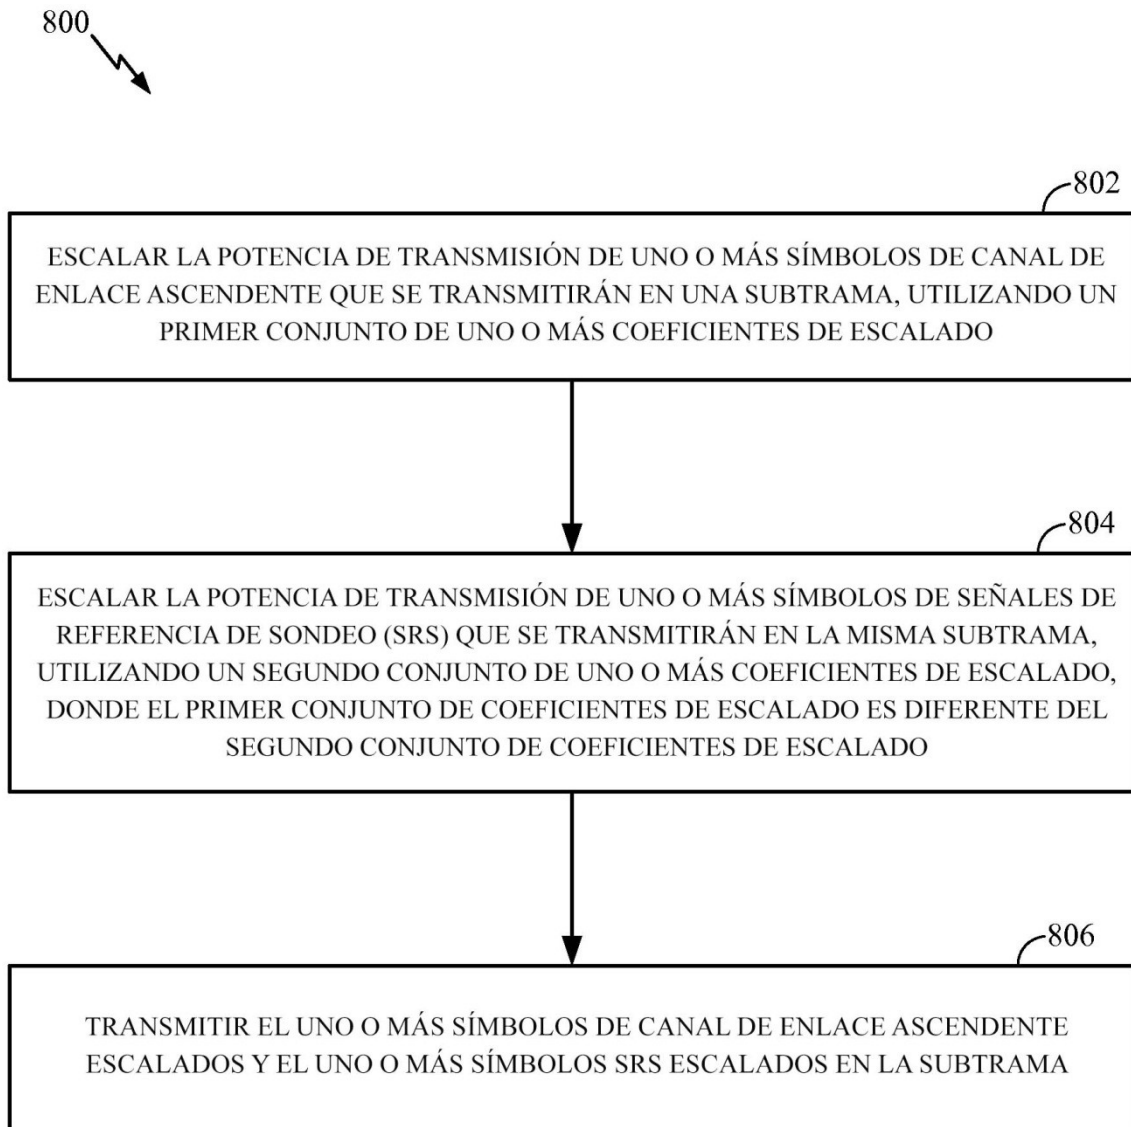 800
802
ESCALAR LA POTENCIA DE TRANSMISIÓN DE UNO O MÁS SÍMBOLOS DE CANAL DE
ENLACE ASCENDENTE QUE SE TRANSMITIRÁN EN UNA SUBTRAMA, UTILIZANDO UN
PRIMER CONJUNTO DE UNO O MÁS COEFICIENTES DE ESCALADO
804
ESCALAR LA POTENCIA DE TRANSMISIÓN DE UNO O MÁS SÍMBOLOS DE SEÑALES DE
REFERENCIA DE SONDEO (SRS) QUE SE TRANSMITIRÁN EN LA MISMA SUBTRAMA,
UTILIZANDO UN SEGUNDO CONJUNTO DE UNO O MÁS COEFICIENTES DE ESCALADO,
DONDE EL PRIMER CONJUNTO DE COEFICIENTES DE ESCALADO ES DIFERENTE DEL
SEGUNDO CONJUNTO DE COEFICIENTES DE ESCALADO
806
TRANSMITIR EL UNO O MÁS SÍMBOLOS DE CANAL DE ENLACE ASCENDENTE
ESCALADOS Y EL UNO O MÁS SÍMBOLOS SRS ESCALADOS EN LA SUBTRAMA